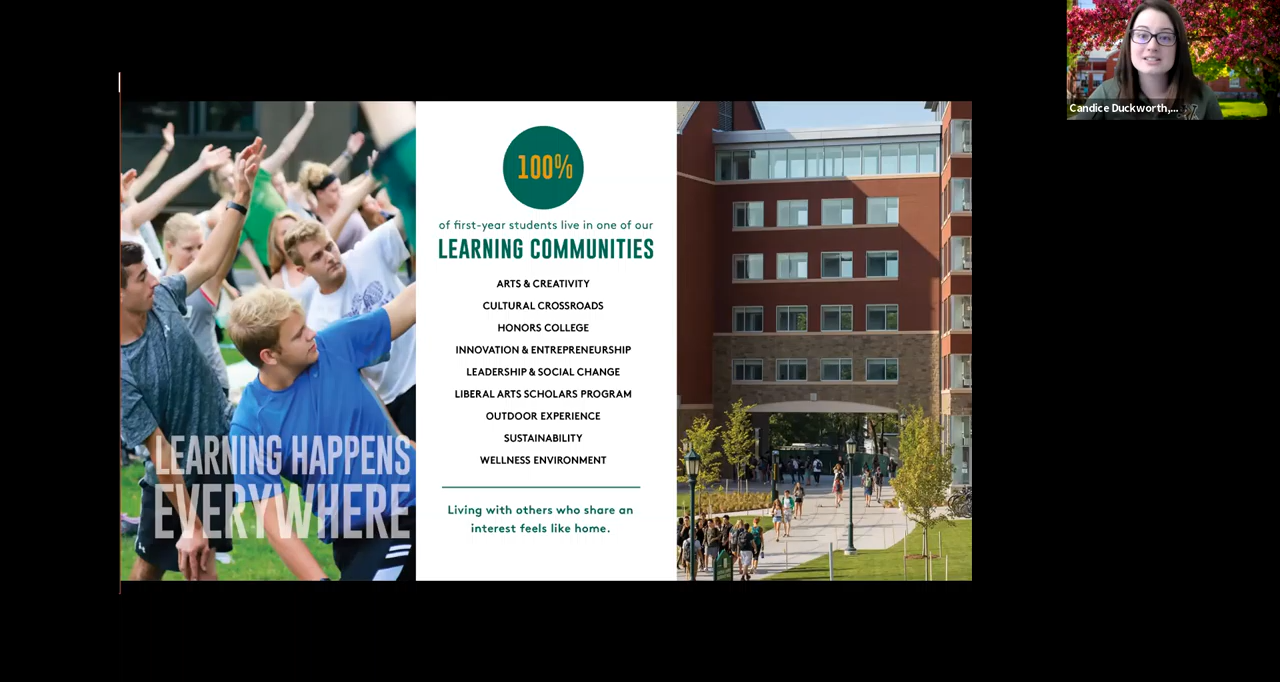 Candice Duckworth,...
100%
of first-year students live in one of our
LEARNING COMMUNITIES
ARTS & CREATIVITY
CULTURAL CROSSROADS
HONORS COLLEGE
INNOVATION & ENTREPRENEURSHIP
LEADERSHIP & SOCIAL CHANGE
LIBERAL ARTS SCHOLARS PROGRAM
OUTDOOR EXPERIENCE
SUSTAINABILITY
WELLNESS ENVIRONMENT
Living with others who share an
interest feels like home.
LEARNING HAPPENS
EVERYWHERE